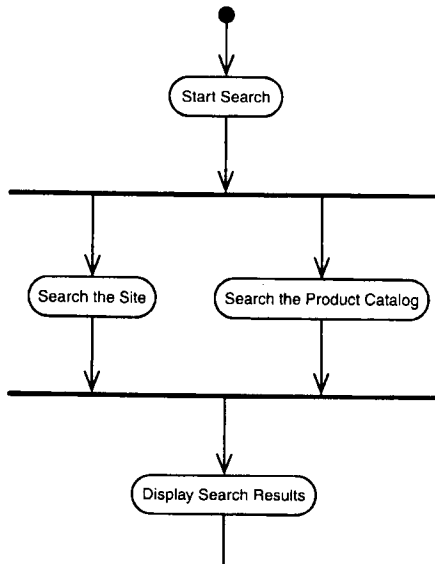 Start Search
Search the Site
Search the Product Catalog
Display Search Results